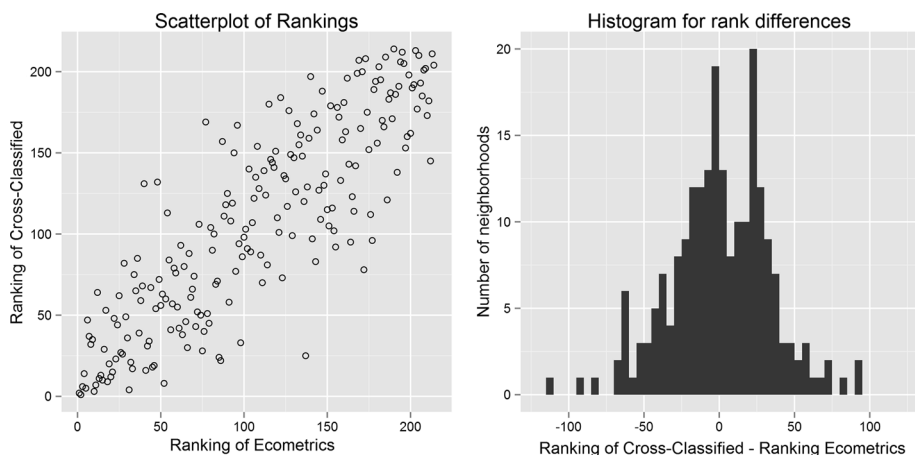 Scatterplot of Rankings
200
150
100
50
0
0 50 100 150 200
Ranking of Cross-Classified
Ranking of Ecometrics
Histogram for rank differences
20
15
10
5
0
-100 -50 0 50 100
Number of neighborhoods
Ranking of Cross-Classified - Ranking Ecometrics